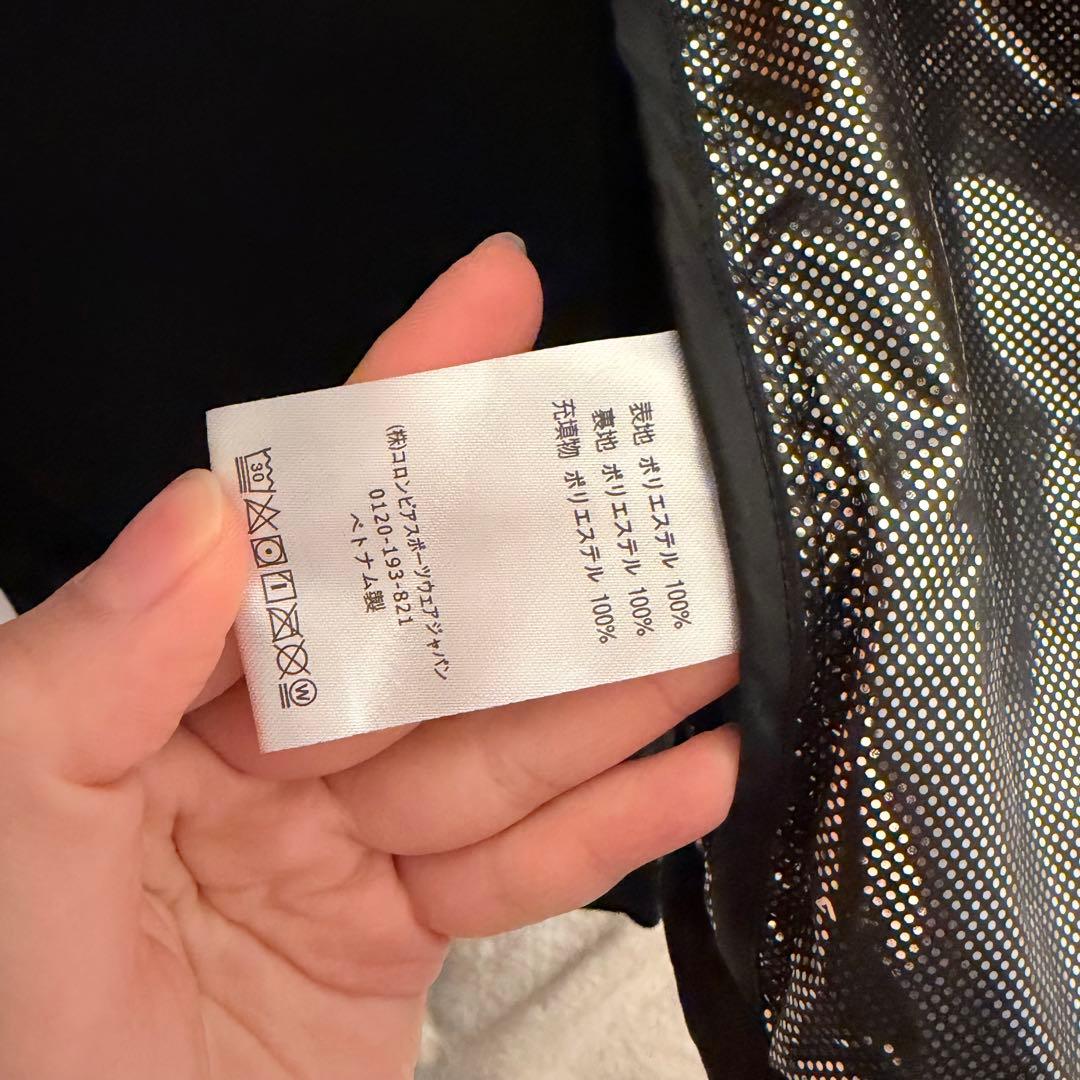 表地 ポリエステル 100%
裏地 ポリエステル 100%
充填物 ポリエステル 100%
(株)コロンビアスポーツウェアジャパン
0120-193-821
ベトナム製
30
1
W